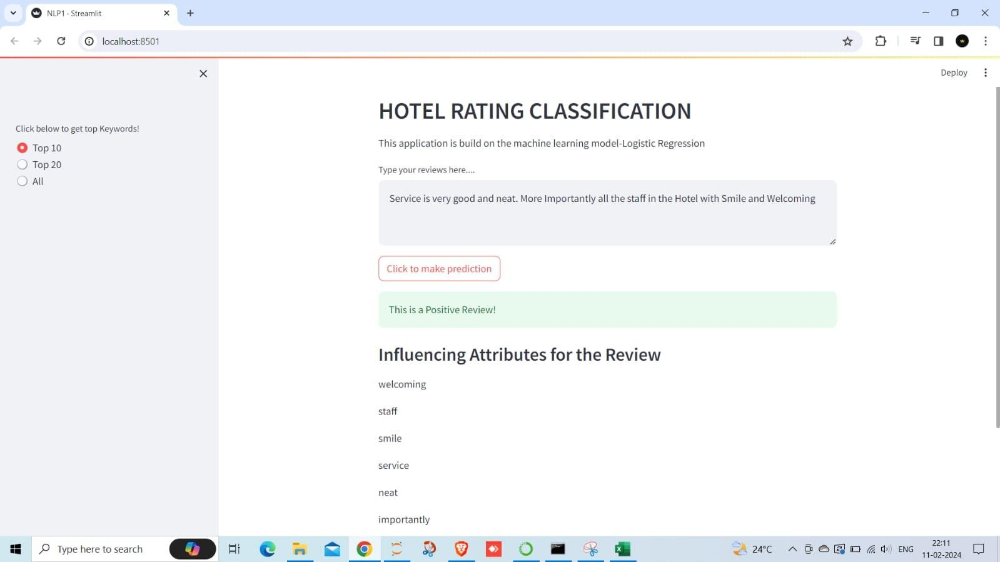 NLP1 · Streamlit
localhost:8501
Deploy
Click below to get top Keywords!
Top 10
Top 20
All
HOTEL RATING CLASSIFICATION
This application is build on the machine learning model-Logistic Regression
Type your reviews here....
Service is very good and neat. More Importantly all the staff in the Hotel with Smile and Welcoming
Click to make prediction
This is a Positive Review!
Influencing Attributes for the Review
welcoming
staff
smile
service
neat
importantly
Type here to search
24°C
ENG
22:11
11-02-2024